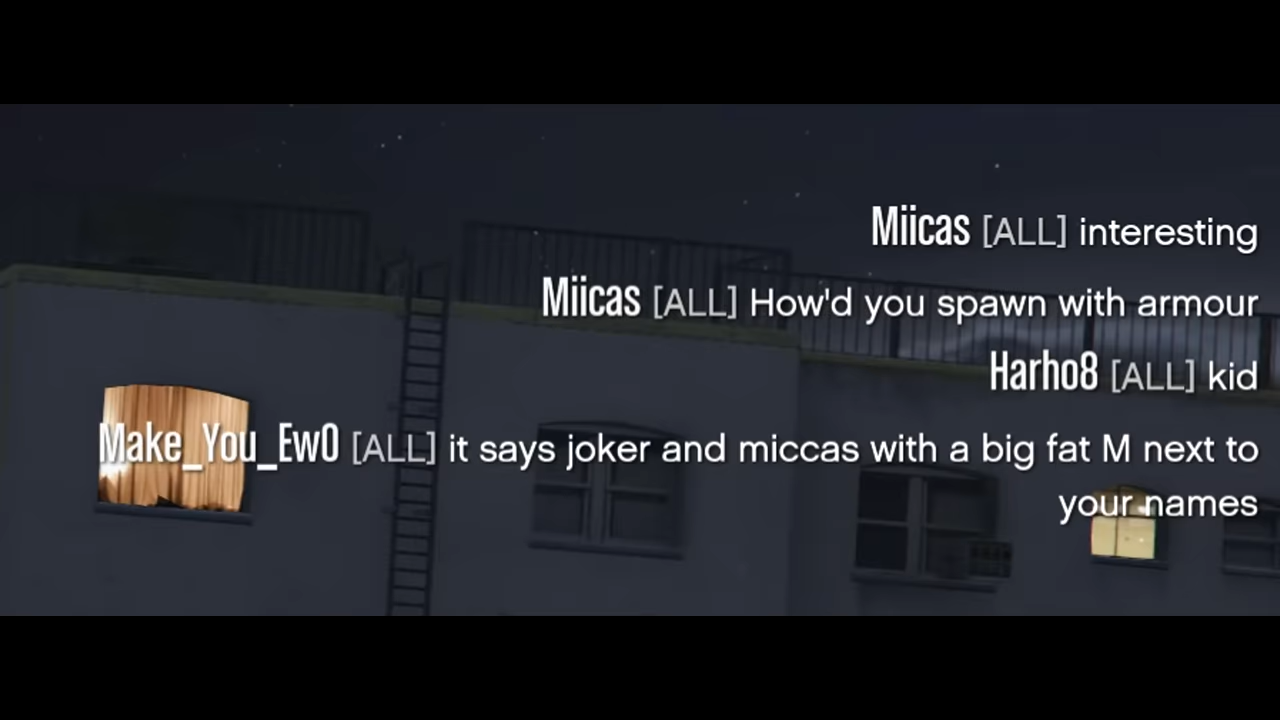 Miicas [ALL] interesting
Miicas [ALL] How'd you spawn with armour
Harho8 [ALL] kid
Make_You_Ew0 [ALL] it says joker and miccas with a big fat M next to
your names